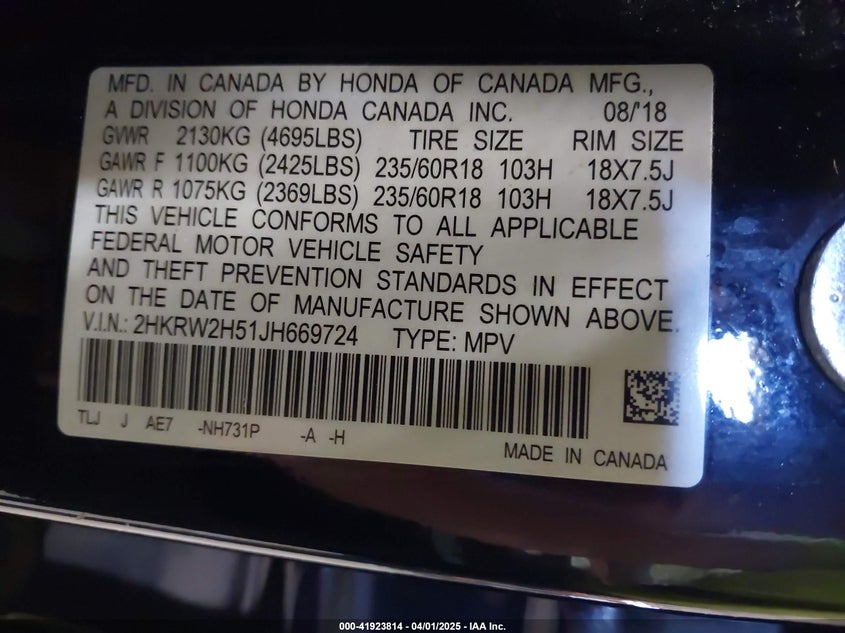 MFD. IN CANADA BY HONDA OF CANADA MFG.,
A DIVISION OF HONDA CANADA INC. 08/'18
GVWR 2130KG (4695LBS) TIRE SIZE RIM SIZE
GAWR F 1100KG (2425LBS) 235/60R18 103H 18X7.5J
GAWR R 1075KG (2369LBS) 235/60R18 103H 18X7.5J
THIS VEHICLE CONFORMS TO ALL APPLICABLE
FEDERAL MOTOR VEHICLE SAFETY
AND THEFT PREVENTION STANDARDS IN EFFECT
ON THE DATE OF MANUFACTURE SHOWN ABOVE.
V.I.N.: 2HKRW2H51JH669724 TYPE: MPV
TLJ J AE7 -NH731P -A -H
MADE IN CANADA
000-41923814 - 04/01/2025 - IAA Inc.